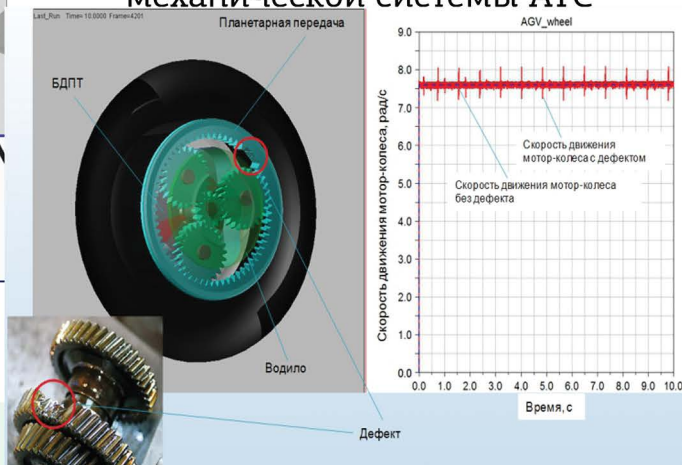 механической системы АТС
Last_Run Time= 10.0000 Frame=4201
Планетарная передача
БДПТ
Водило
Дефект
AGV_wheel
Скорость движения мотор-колеса, рад/с
9.0
8.0
7.0
6.0
5.0
4.0
3.0
2.0
1.0
0.0
Скорость движения
мотор-колеса с дефектом
Скорость движения мотор-колеса
без дефекта
0.0 1.0 2.0 3.0 4.0 5.0 6.0 7.0 8.0 9.0 10.0
Время, с